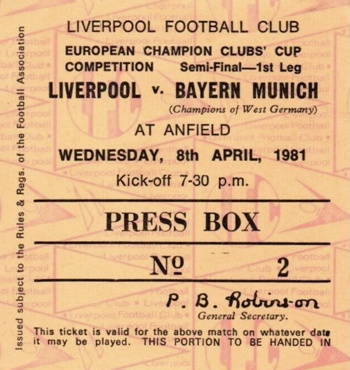 LIVERPOOL FOOTBALL CLUB
EUROPEAN CHAMPION CLUBS' CUP
COMPETITION Semi-Final—1st Leg
LIVERPOOL v. BAYERN MUNICH
(Champions of West Germany)
AT ANFIELD
WEDNESDAY, 8th APRIL, 1981
Kick-off 7-30 p.m.
PRESS BOX
No 2
P. B. Robinson
General Secretary.
This ticket is valid for the above match on whatever date
it may be played. THIS PORTION TO BE HANDED IN
Issued subject to the Rules & Regs. of the Football Association